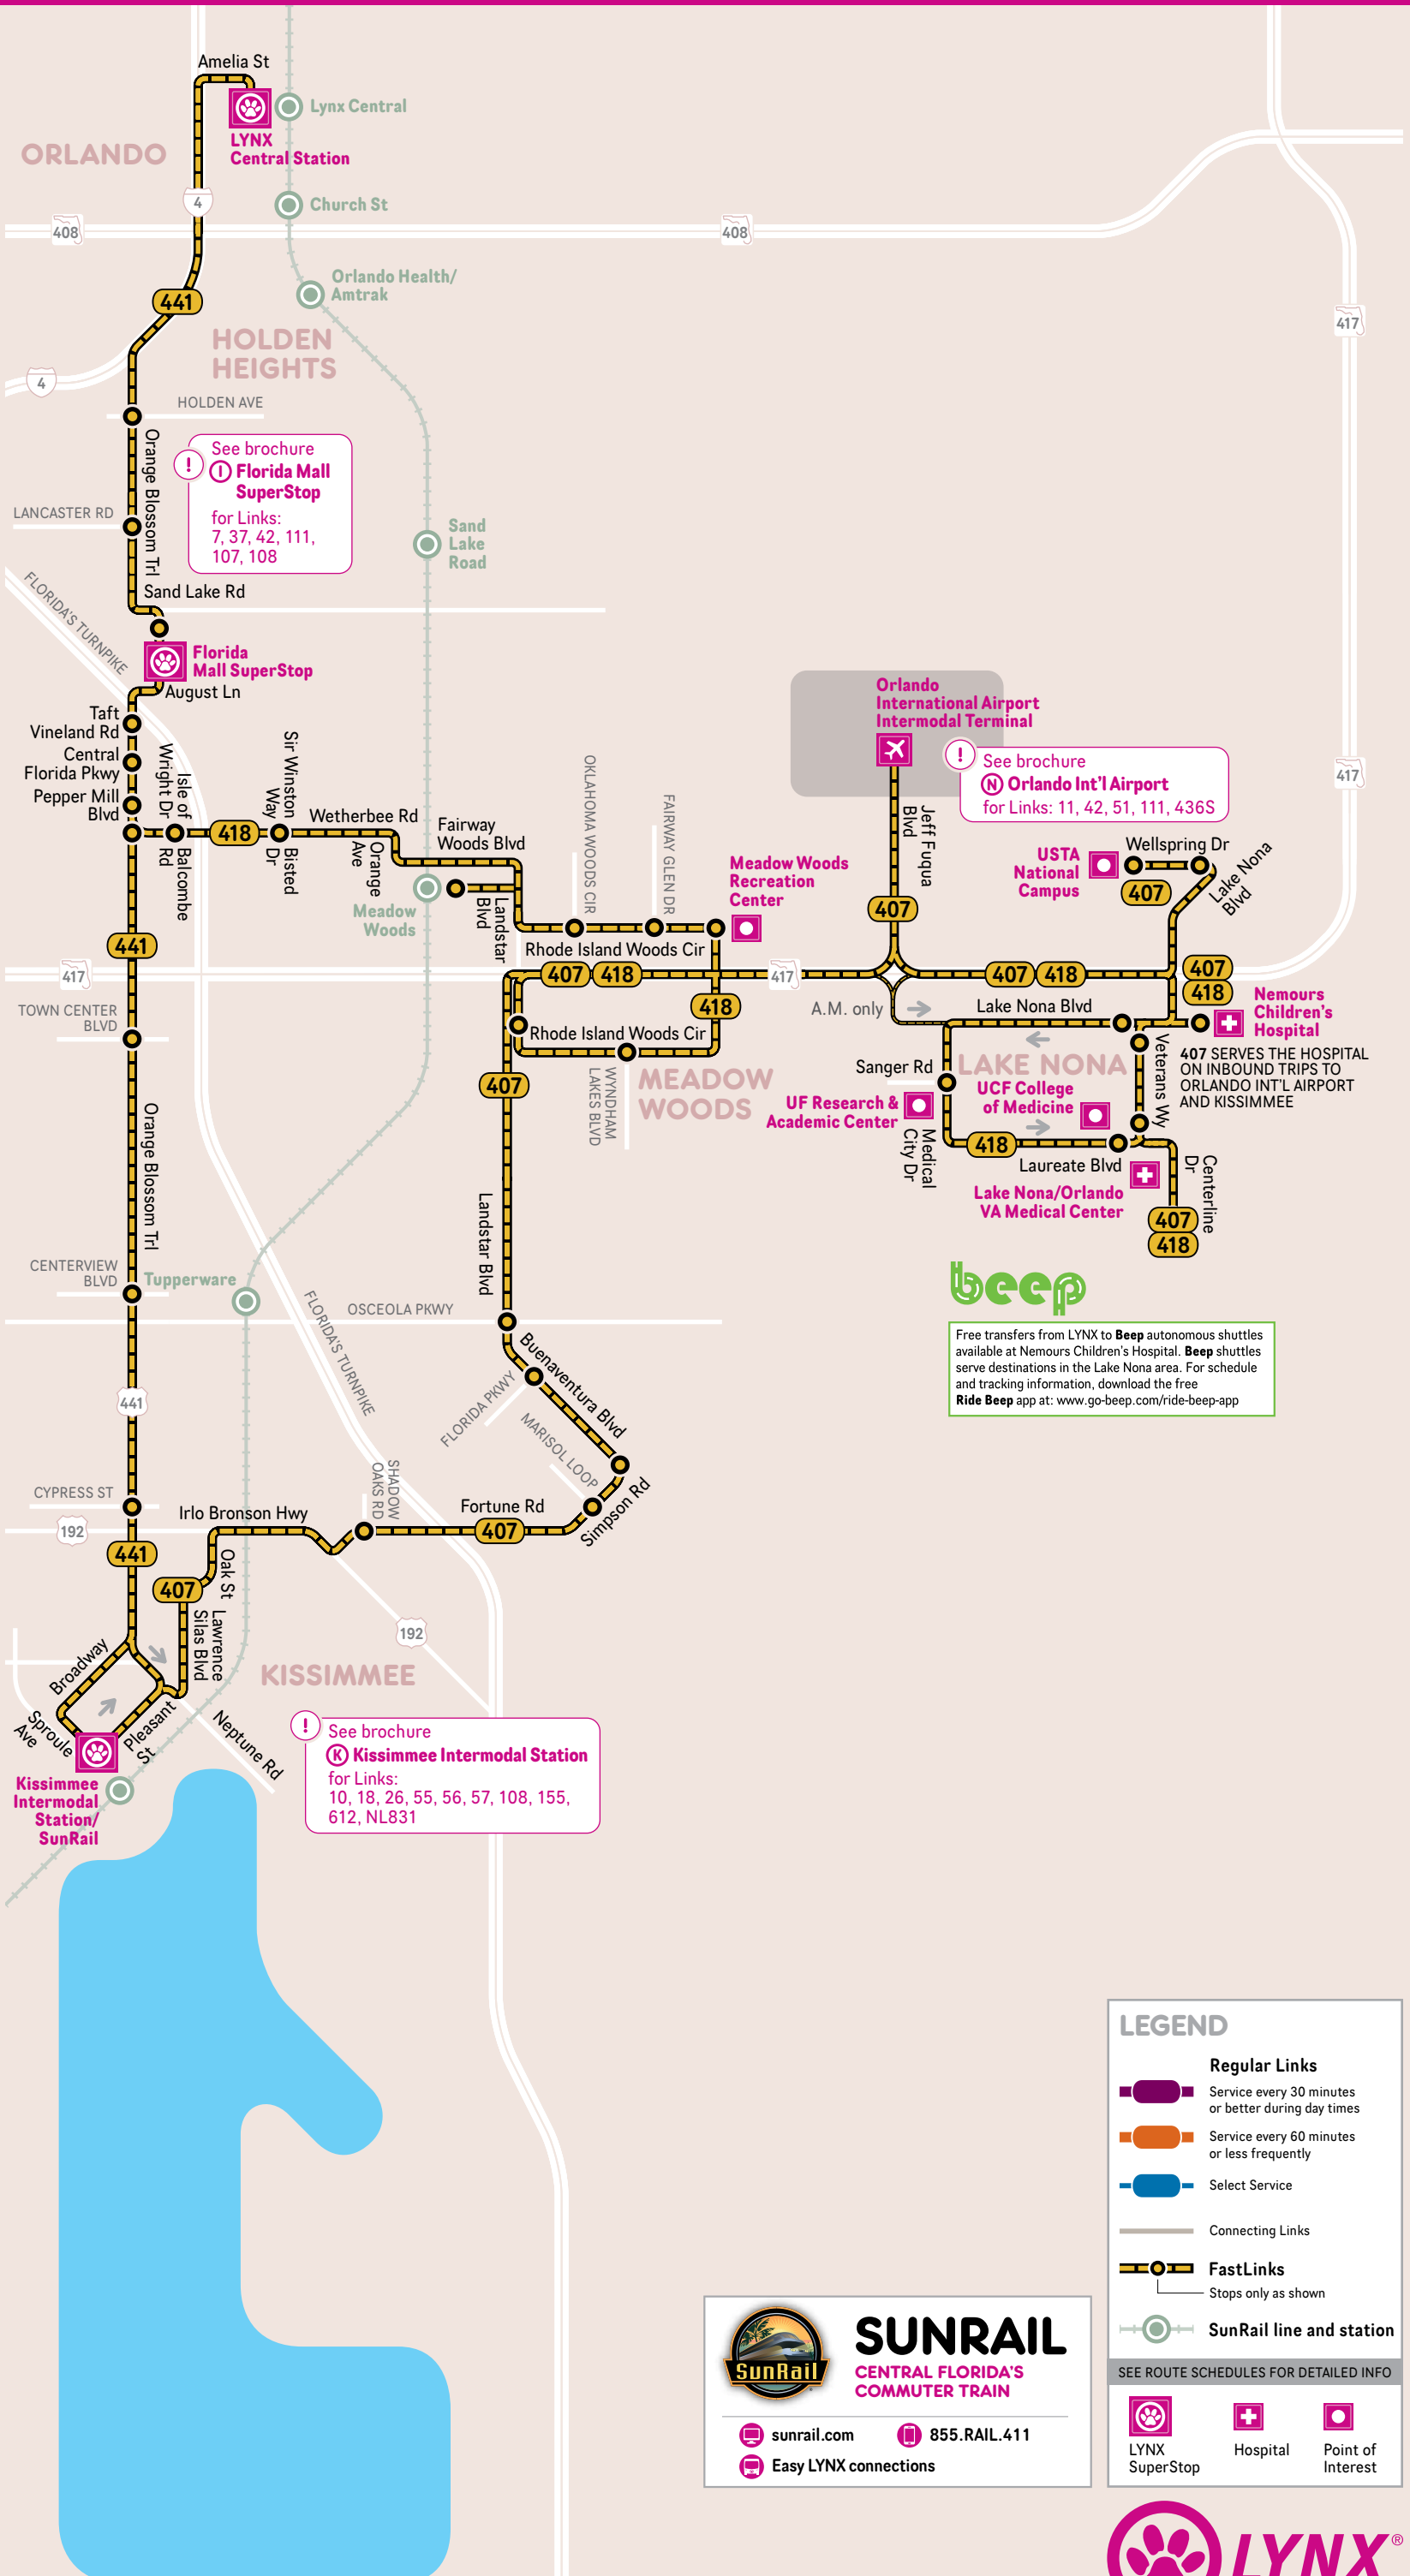 Amelia St
Lynx Central
LYNX
Central Station
ORLANDO
4
Church St
408
408
Orlando Health/
Amtrak
441
417
HOLDEN
HEIGHTS
4
HOLDEN AVE
Orange Blossom Trl
See brochure
! I Florida Mall
SuperStop
for Links:
7, 37, 42, 111,
107, 108
LANCASTER RD
Sand
Lake
Road
FLORIDA'S TURNPIKE
Sand Lake Rd
Florida
Mall SuperStop
August Ln
Orlando
International Airport
Intermodal Terminal
Taft
Vineland Rd
Central
Florida Pkwy
Pepper Mill
Blvd
Wright Dr
Isle of
Sir Winston
Way
Wetherbee Rd
418
Balcombe
Rd
Bisted
Dr
Orange
Ave
Fairway
Woods Blvd
OKLAHOMA WOODS CIR
FAIRWAY GLEN DR
Jeff Fuqua
Blvd
!
See brochure
N Orlando Int'l Airport
for Links: 11, 42, 51, 111, 436S
417
Meadow Woods
Recreation
Center
USTA
National
Campus
Wellspring Dr
407
Lake Nona
Blvd
Meadow
Woods
Landstar
Blvd
407
441
Rhode Island Woods Cir
417
407
418
417
407
418
407
418
418
A.M. only
Lake Nona Blvd
Nemours
Children's
Hospital
TOWN CENTER
BLVD
Rhode Island Woods Cir
407
WYNDHAM
LAKES BLVD
MEADOW
WOODS
Sanger Rd
LAKE NONA
Veterans Wy
407 SERVES THE HOSPITAL
ON INBOUND TRIPS TO
ORLANDO INT'L AIRPORT
AND KISSIMMEE
UCF College
of Medicine
UF Research &
Academic Center
Medical
City Dr
418
Laureate Blvd
Centerline
Dr
Lake Nona/Orlando
VA Medical Center
407
418
Orange Blossom Trl
Landstar Blvd
CENTERVIEW
BLVD
Tupperware
FLORIDA'S TURNPIKE
OSCEOLA PKWY
beep
Free transfers from LYNX to Beep autonomous shuttles
available at Nemours Children's Hospital. Beep shuttles
serve destinations in the Lake Nona area. For schedule
and tracking information, download the free
Ride Beep app at: www.go-beep.com/ride-beep-app
Buenaventura Blvd
FLORIDA PKWY
MARISOL LOOP
441
SHADOW
OAKS RD
CYPRESS ST
192
Irlo Bronson Hwy
Fortune Rd
407
Simpson Rd
441
Oak St
407
Lawrence
Silas Blvd
192
Broadway
KISSIMMEE
Sproule
Ave
Pleasant
St
Neptune Rd
!
See brochure
K Kissimmee Intermodal Station
for Links:
10, 18, 26, 55, 56, 57, 108, 155,
612, NL831
Kissimmee
Intermodal
Station/
SunRail
LEGEND
Regular Links
Service every 30 minutes
or better during day times
Service every 60 minutes
or less frequently
Select Service
Connecting Links
FastLinks
Stops only as shown
SunRail line and station
SEE ROUTE SCHEDULES FOR DETAILED INFO
LYNX
SuperStop
Hospital
Point of
Interest
SunRail
SUNRAIL
CENTRAL FLORIDA'S
COMMUTER TRAIN
sunrail.com
855.RAIL.411
Easy LYNX connections
LYNX®